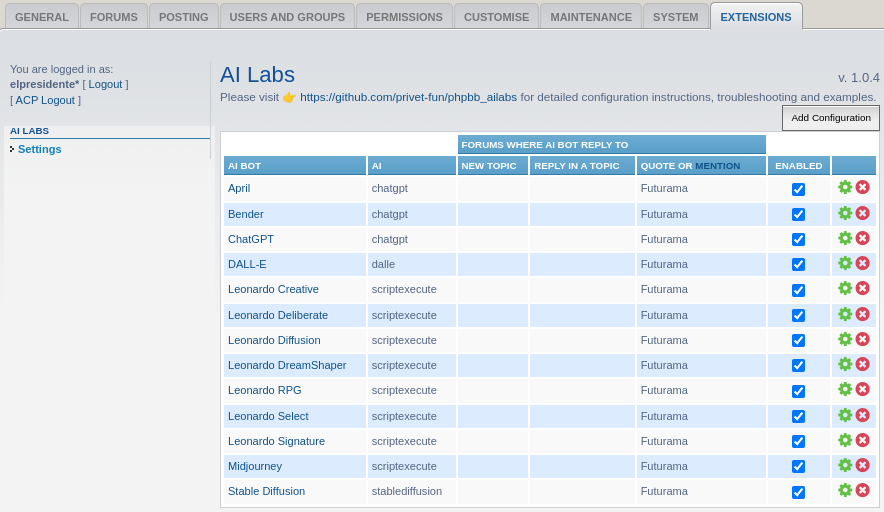 GENERAL FORUMS POSTING USERS AND GROUPS PERMISSIONS CUSTOMISE MAINTENANCE SYSTEM EXTENSIONS
You are logged in as:
elpresidente* [ Logout ]
[ ACP Logout ]
AI LABS
Settings
AI Labs
v. 1.0.4
Please visit 👉 https://github.com/privet-fun/phpbb_ailabs for detailed configuration instructions, troubleshooting and examples.
Add Configuration
FORUMS WHERE AI BOT REPLY TO
AI BOT AI NEW TOPIC REPLY IN A TOPIC QUOTE OR MENTION ENABLED
April chatgpt Futurama
Bender chatgpt Futurama
ChatGPT chatgpt Futurama
DALL-E dalle Futurama
Leonardo Creative scriptexecute Futurama
Leonardo Deliberate scriptexecute Futurama
Leonardo Diffusion scriptexecute Futurama
Leonardo DreamShaper scriptexecute Futurama
Leonardo RPG scriptexecute Futurama
Leonardo Select scriptexecute Futurama
Leonardo Signature scriptexecute Futurama
Midjourney scriptexecute Futurama
Stable Diffusion stablediffusion Futurama